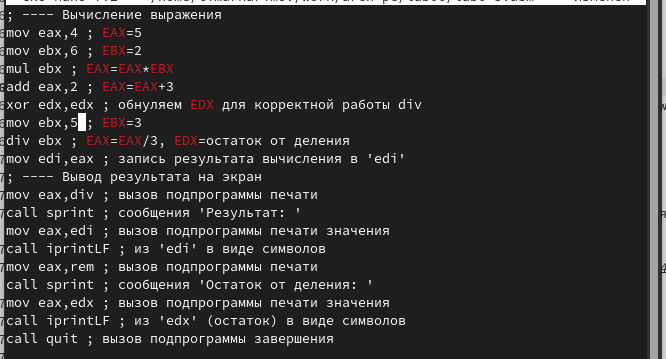 ; ---- Вычисление выражения
mov eax,4 ; EAX=5
mov ebx,6 ; EBX=2
mul ebx ; EAX=EAX*EBX
add eax,2 ; EAX=EAX+3
xor edx,edx ; обнуляем EDX для корректной работы div
mov ebx,5 ; EBX=3
div ebx ; EAX=EAX/3, EDX=остаток от деления
mov edi,eax ; запись результата вычисления в 'edi'
; ---- Вывод результата на экран
mov eax,div ; вызов подпрограммы печати
call sprint ; сообщения 'Результат: '
mov eax,edi ; вызов подпрограммы печати значения
call iprintLF ; из 'edi' в виде символов
mov eax,rem ; вызов подпрограммы печати
call sprint ; сообщения 'Остаток от деления: '
mov eax,edx ; вызов подпрограммы печати значения
call iprintLF ; из 'edx' (остаток) в виде символов
call quit ; вызов подпрограммы завершения